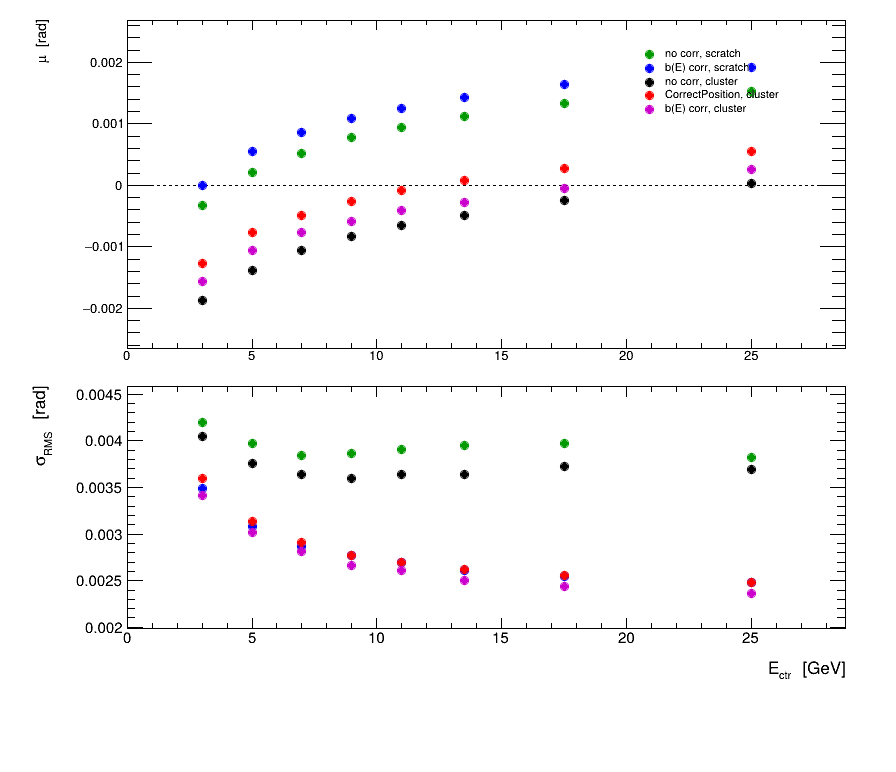 μ [rad]
0.002
0.001
0
−0.001
−0.002
no corr, scratch
b(E) corr, scratch
no corr, cluster
CorrectPosition, cluster
b(E) corr, cluster
0 5 10 15 20 25
σRMS [rad]
0.0045
0.004
0.0035
0.003
0.0025
0.002
0 5 10 15 20 25
Ectr [GeV]